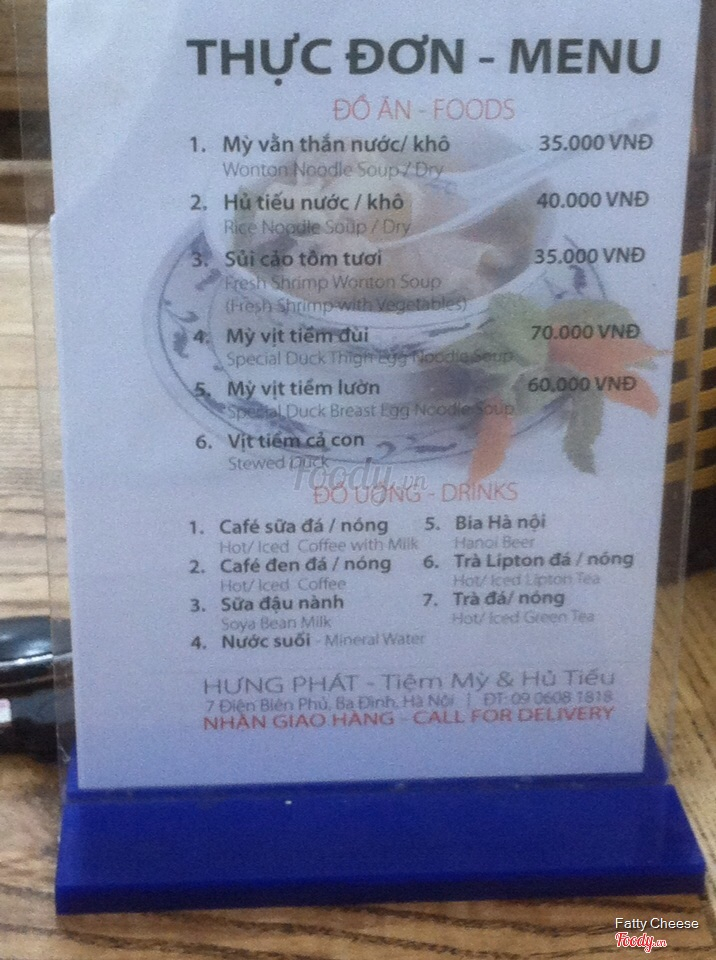 THỰC ĐƠN - MENU
ĐỒ ĂN - FOODS
1. Mỳ vằn thắn nước/ khô 35.000 VNĐ
Wonton Noodle Soup / Dry
2. Hủ tiếu nước / khô 40.000 VNĐ
Rice Noodle Soup / Dry
3. Sủi cảo tôm tươi 35.000 VNĐ
Fresh Shrimp Wonton Soup
(Fresh Shrimp with Vegetables)
4. Mỳ vịt tiềm đùi 70.000 VNĐ
Special Duck Thigh Egg Noodle Soup
5. Mỳ vịt tiềm lườn 60.000 VNĐ
Special Duck Breast Egg Noodle Soup
6. Vịt tiềm cả con
Stewed Duck
Foody.vn
ĐỒ UỐNG - DRINKS
1. Café sữa đá / nóng
Hot/ Iced Coffee with Milk
2. Café đen đá / nóng
Hot/ Iced Coffee
3. Sữa đậu nành
Soya Bean Milk
4. Nước suối - Mineral Water
5. Bia Hà nội
Hanoi Beer
6. Trà Lipton đá / nóng
Hot/ Iced Lipton Tea
7. Trà đá/ nóng
Hot/ Iced Green Tea
HƯNG PHÁT - Tiệm Mỳ & Hủ Tiếu
7 Điện Biên Phủ, Ba Đình, Hà Nội | ĐT: 09 0608 1818
NHẬN GIAO HÀNG - CALL FOR DELIVERY
Fatty Cheese
Foody.vn